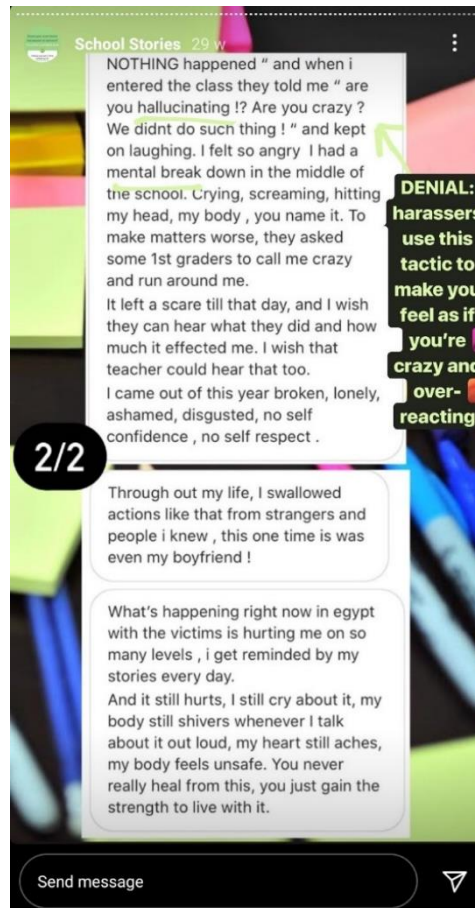 School Stories 29 w
NOTHING happened “ and when i
entered the class they told me “ are
you hallucinating !? Are you crazy ?
We didnt do such thing ! “ and kept
on laughing. I felt so angry I had a
mental break down in the middle of
the school. Crying, screaming, hitting
my head, my body , you name it. To
make matters worse, they asked
some 1st graders to call me crazy
and run around me.
It left a scare till that day, and I wish
they can hear what they did and how
much it effected me. I wish that
teacher could hear that too.
I came out of this year broken, lonely,
ashamed, disgusted, no self
confidence , no self respect .
DENIAL:
harassers
use this
tactic to
make you
feel as if
you’re
crazy and
over-
reacting
2/2
Through out my life, I swallowed
actions like that from strangers and
people i knew , this one time is was
even my boyfriend !
What’s happening right now in egypt
with the victims is hurting me on so
many levels , i get reminded by my
stories every day.
And it still hurts, I still cry about it, my
body still shivers whenever I talk
about it out loud, my heart still aches,
my body feels unsafe. You never
really heal from this, you just gain the
strength to live with it.
Send message